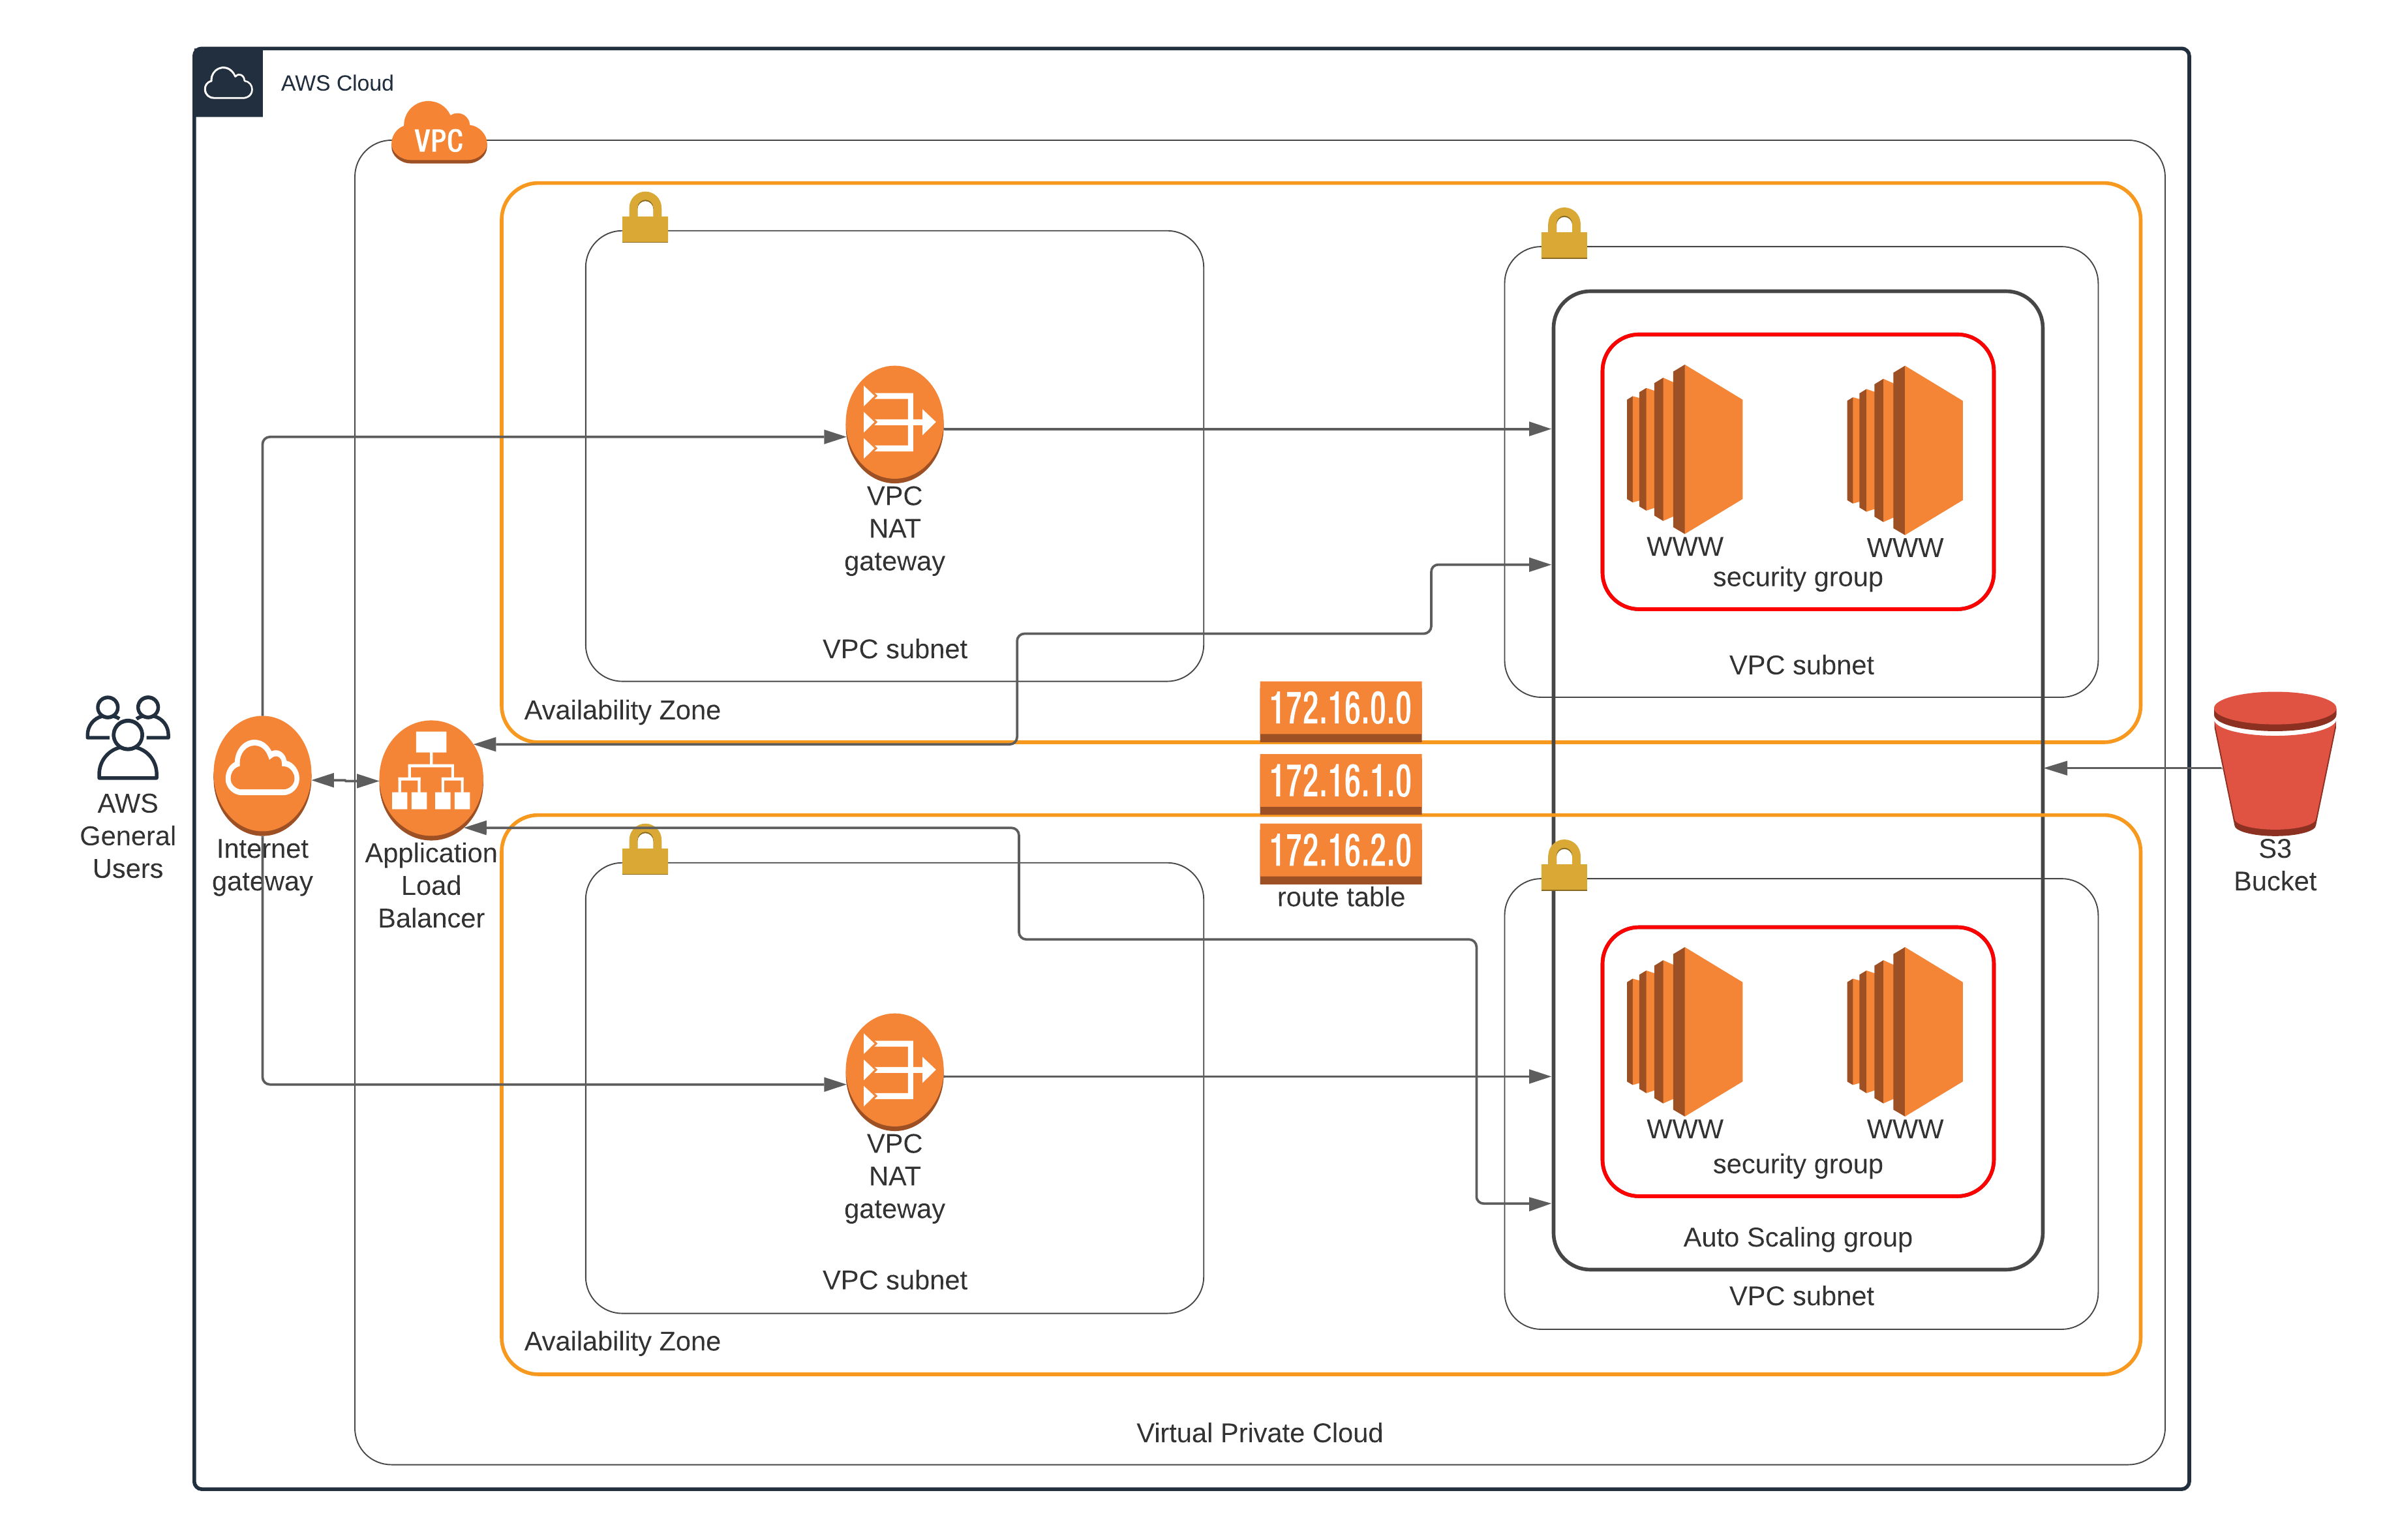 AWS Cloud
VPC
VPC
NAT
gateway
VPC subnet
Availability Zone
WWW
WWW
security group
VPC subnet
172.16.0.0
172.16.1.0
172.16.2.0
route table
AWS
General
Users
Internet
gateway
Application
Load
Balancer
S3
Bucket
VPC
NAT
gateway
VPC subnet
Availability Zone
WWW
WWW
security group
Auto Scaling group
VPC subnet
Virtual Private Cloud